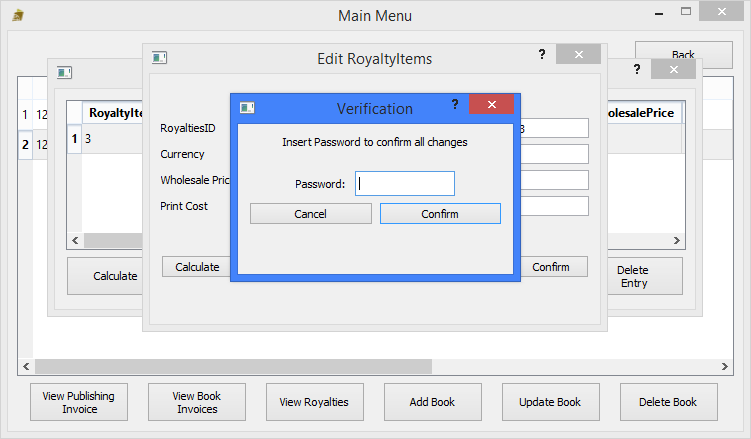 Main Menu
Back
Edit RoyaltyItems
?
?
RoyaltyIte
olesalePrice
1 12
2 12
1 3
RoyaltiesID
3
Currency
Wholesale Pric
Print Cost
Verification
?
Insert Password to confirm all changes
Password:
Cancel
Confirm
Calculate
Calculate
Confirm
Delete
Entry
View Publishing
Invoice
View Book
Invoices
View Royalties
Add Book
Update Book
Delete Book